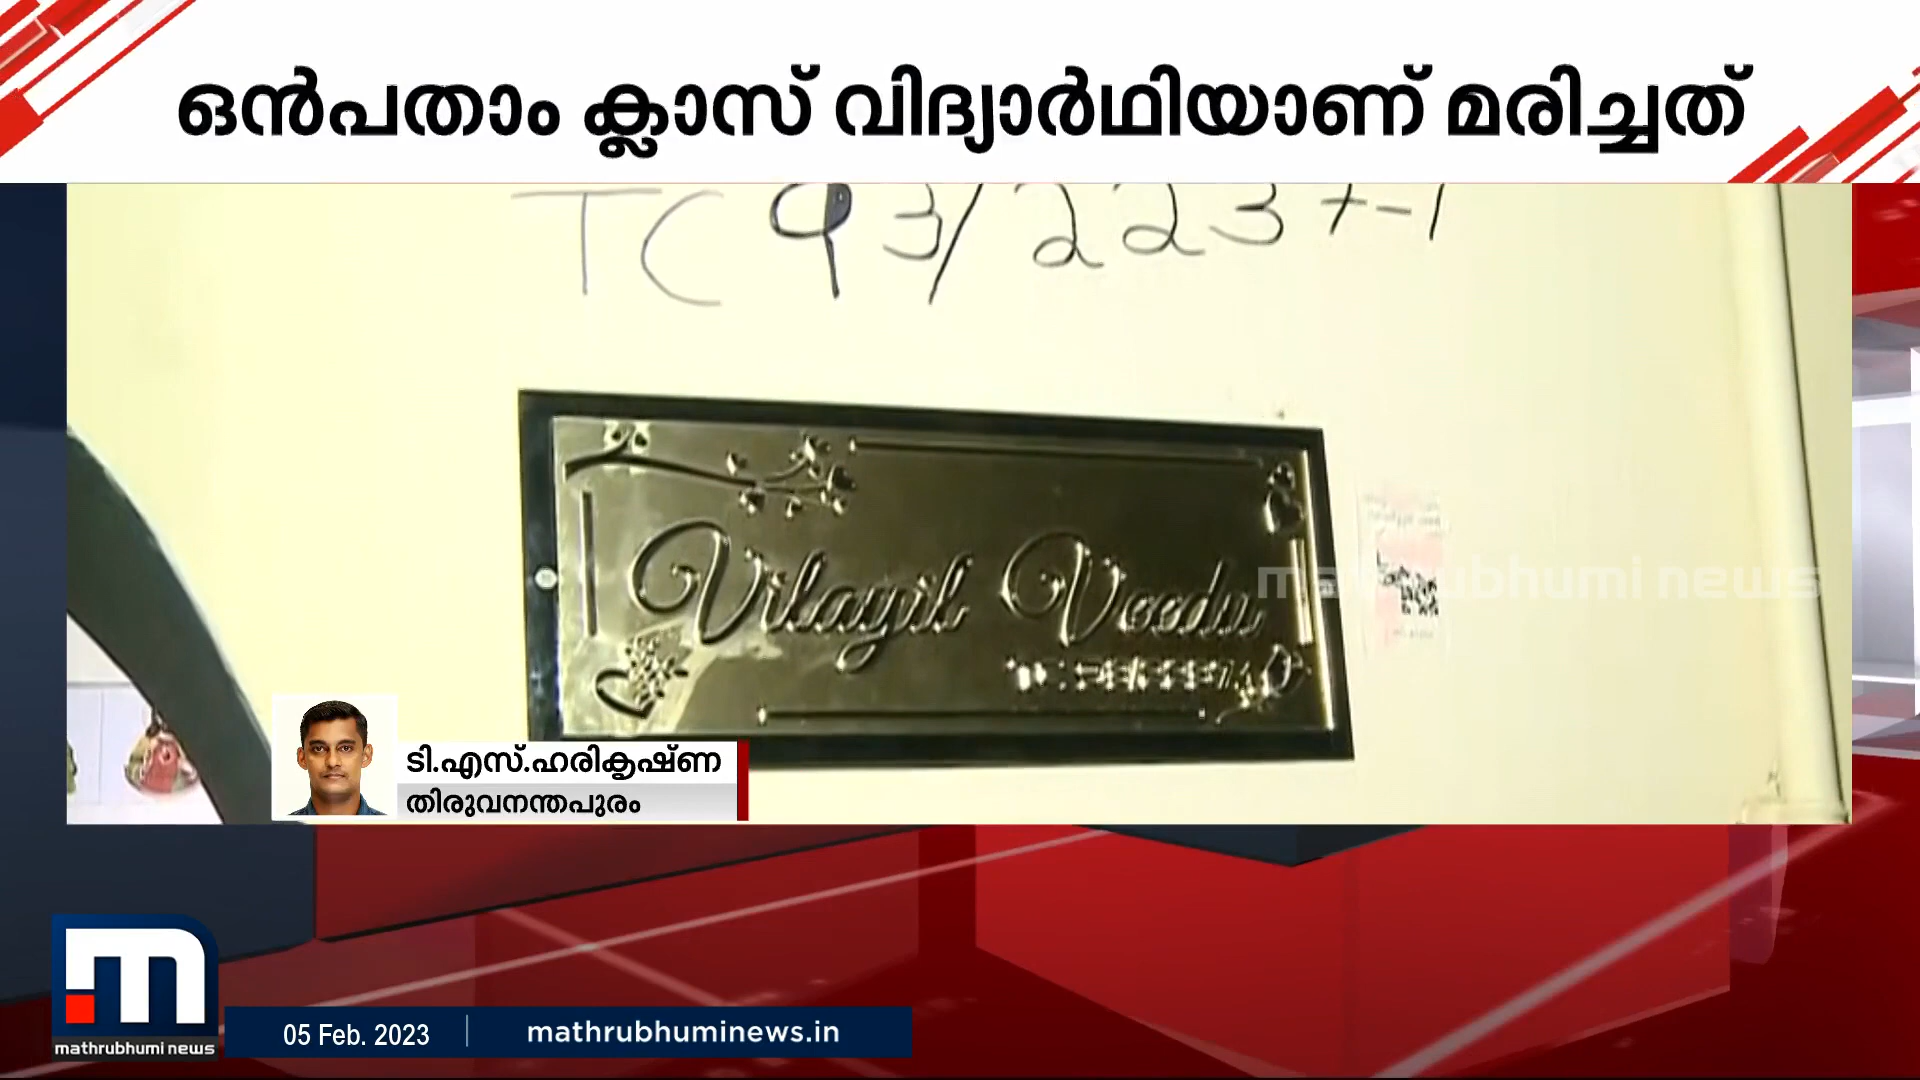 ഒൻപതാം ക്ലാസ് വിദ്യാർഥിയാണ് മരിച്ചത്
TC 93/2237-1
Vilayil Veedu
mathrubhumi news
ടി.എസ്.ഹരികൃഷ്ണ
തിരുവനന്തപുരം
mathrubhumi news
05 Feb. 2023
mathrubhuminews.in